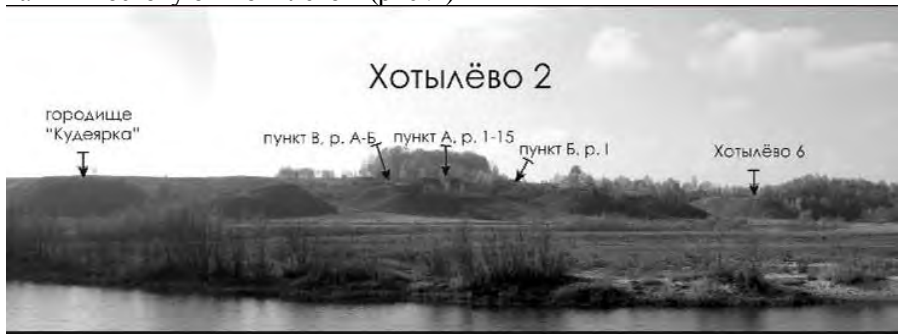 Хотылёво 2
городище
"Кудеярка"
пункт В, р. А-Б
пункт А, р. 1-15
пункт Б, р. I
Хотылёво 6